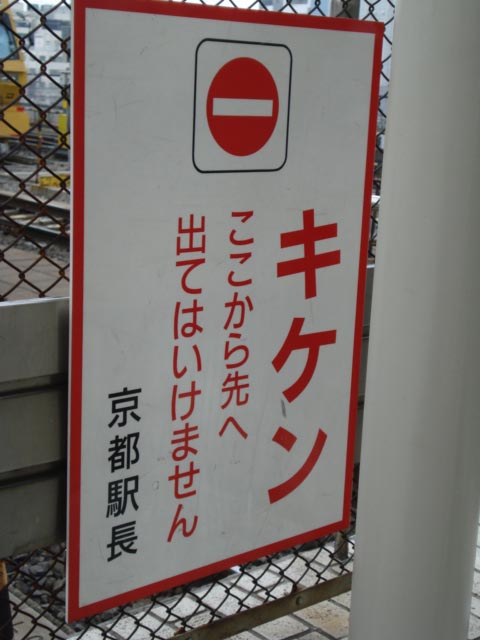 キケン
ここから先へ
出てはいけません
京都駅長